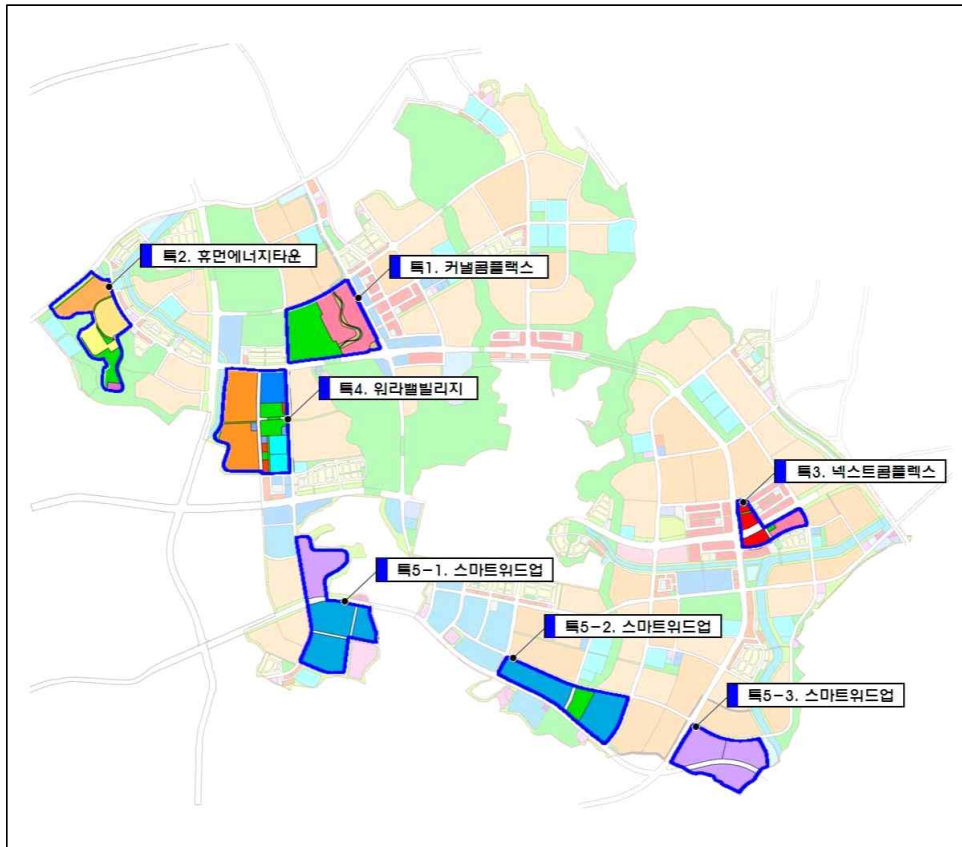 특2. 휴먼에너지타운
특1. 커낼콤플랙스
특4. 워라밸빌리지
특3. 넥스트콤플렉스
특5-1. 스마트위드업
특5-2. 스마트위드업
특5-3. 스마트위드업